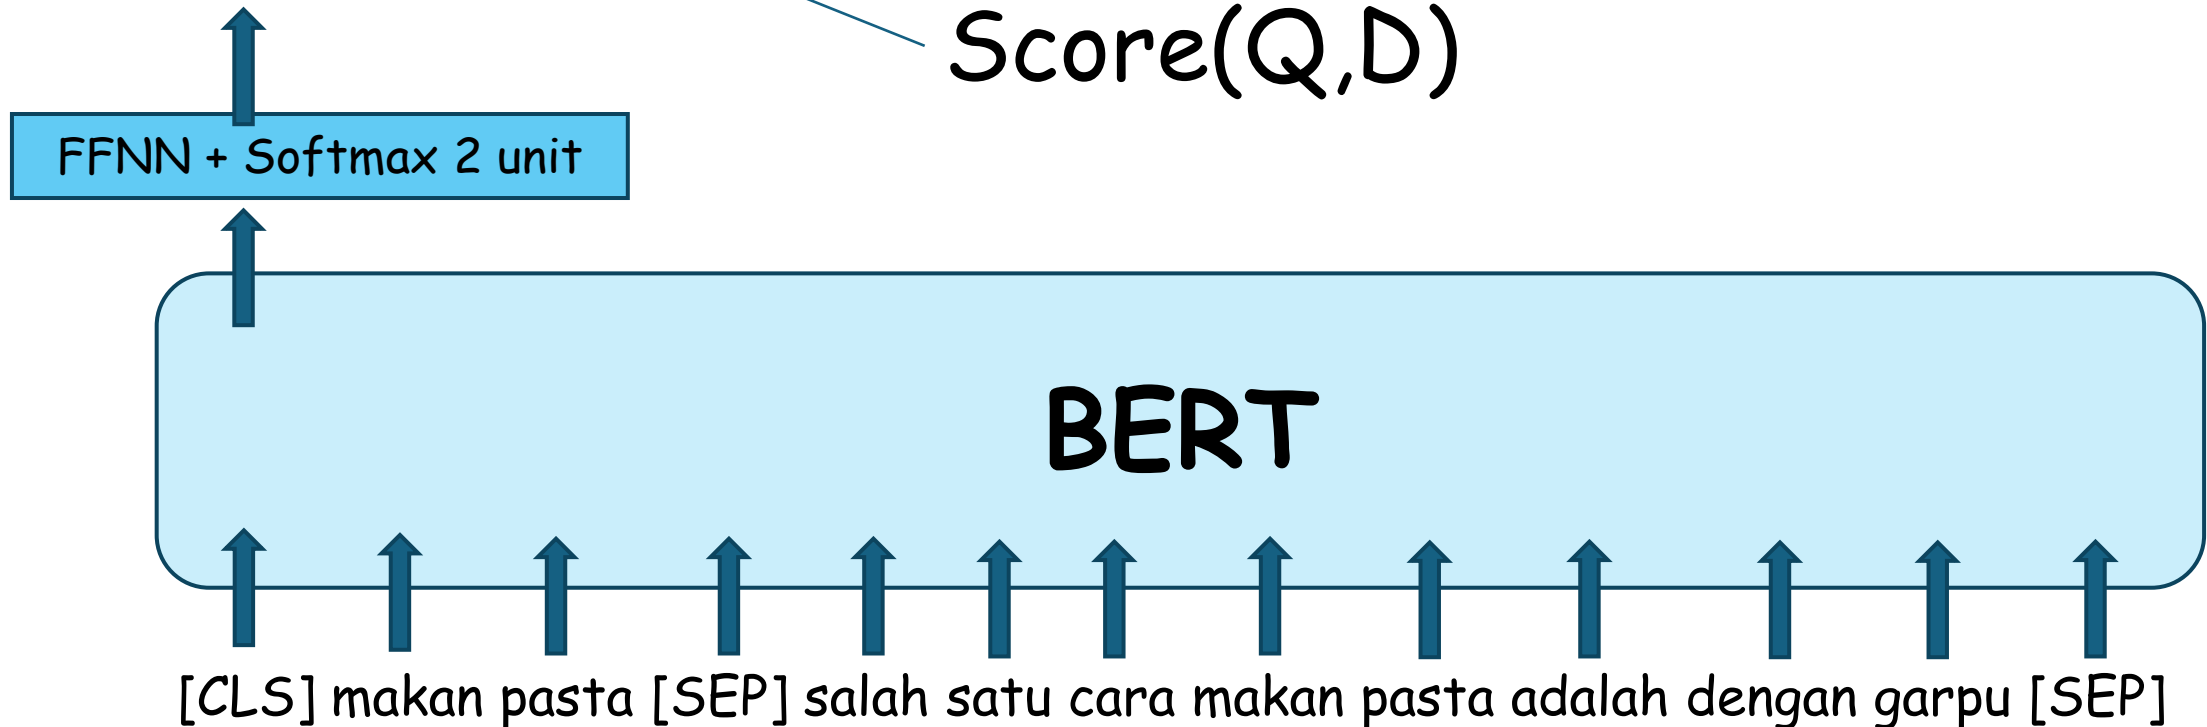 Score(Q,D)
FFNN + Softmax 2 unit
BERT
[CLS] makan pasta [SEP] salah satu cara makan pasta adalah dengan garpu [SEP]